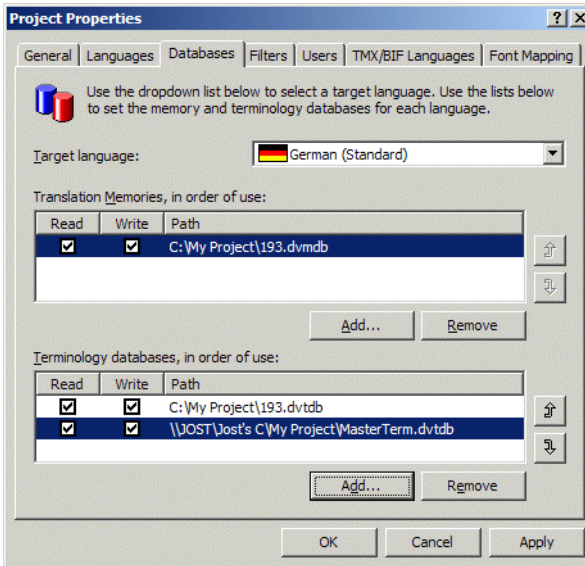 Project Properties
General Languages Databases Filters Users TMX/BIF Languages Font Mapping
Use the dropdown list below to select a target language. Use the lists below
to set the memory and terminology databases for each language.
Target language: German (Standard)
Translation Memories, in order of use:
Read Write Path
C:\My Project\193.dvmdb
Add... Remove
Terminology databases, in order of use:
Read Write Path
C:\My Project\193.dvtdb
\\JOST\Jost's C\My Project\MasterTerm.dvtdb
Add... Remove
OK Cancel Apply